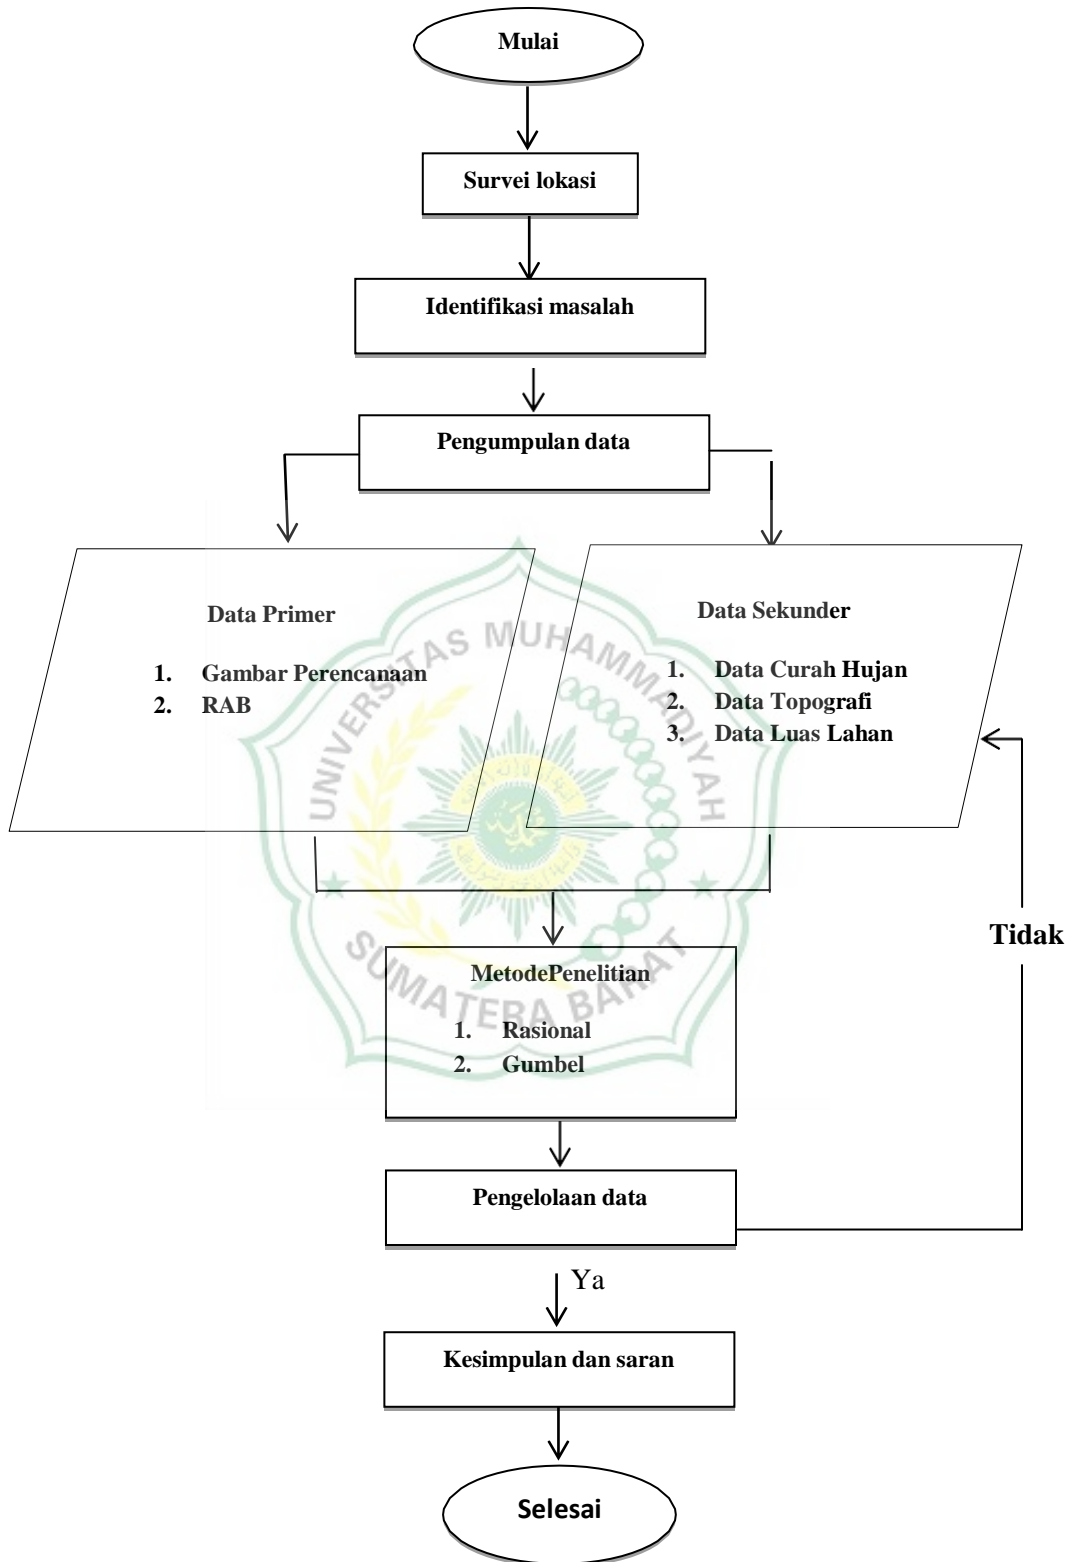 Mulai
Survei lokasi
Identifikasi masalah
Pengumpulan data
Data Primer
1. Gambar Perencanaan
2. RAB
Data Sekunder
1. Data Curah Hujan
2. Data Topografi
3. Data Luas Lahan
UNIVERSITAS MUHAMMADIYAH
SUMATERA BARAT
Tidak
MetodePenelitian
1. Rasional
2. Gumbel
Pengelolaan data
Ya
Kesimpulan dan saran
Selesai